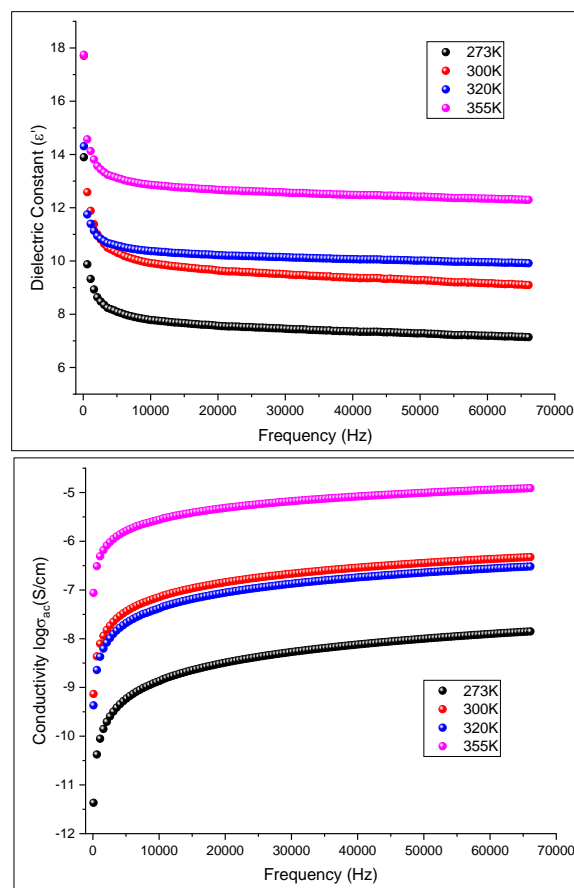 18
16
14
12
10
8
6
Dielectric Constant (ε')
273K
300K
320K
355K
0 10000 20000 30000 40000 50000 60000 70000
Frequency (Hz)
-5
-6
-7
-8
-9
-10
-11
-12
Conductivity logσac(S/cm)
273K
300K
320K
355K
0 10000 20000 30000 40000 50000 60000 70000
Frequency (Hz)